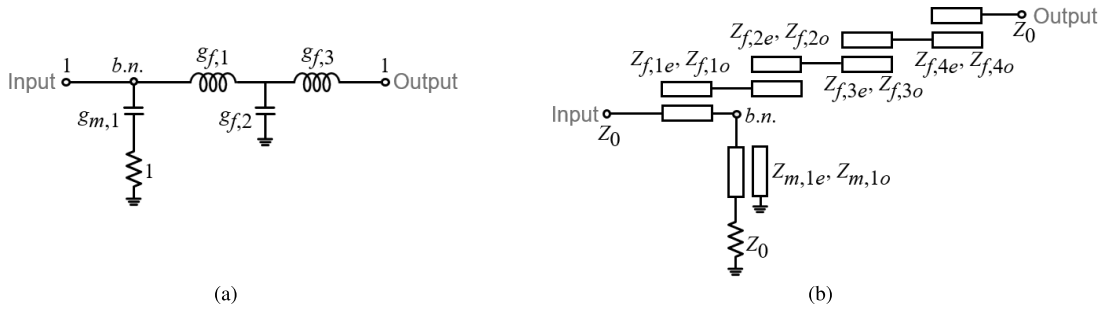 1 b.n. g_{f,1} g_{f,3} 1
Input Output
g_{m,1} g_{f,2}
1
(a)
Output
Z_0
Z_{f,2e}, Z_{f,2o}
Z_{f,4e}, Z_{f,4o}
Z_{f,1e}, Z_{f,1o}
Z_{f,3e}, Z_{f,3o}
Input b.n.
Z_0
Z_{m,1e}, Z_{m,1o}
Z_0
(b)